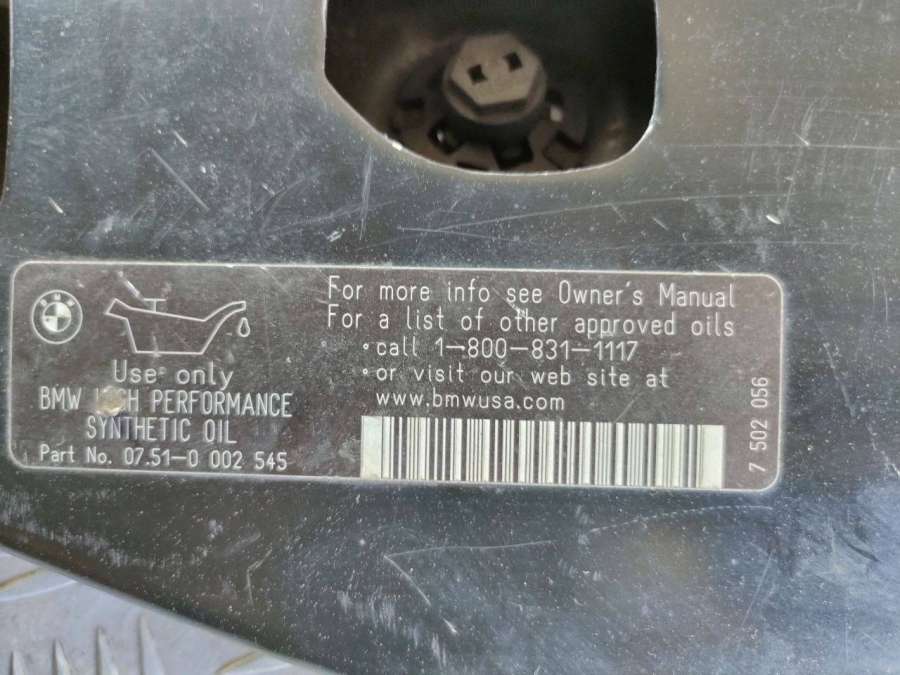 BMW
Use only
BMW HIGH PERFORMANCE
SYNTHETIC OIL
Part No. 07.51-0 002 545
For more info see Owner's Manual
For a list of other approved oils
•call 1-800-831-1117
•or visit our web site at
www.bmwusa.com
7 502 056